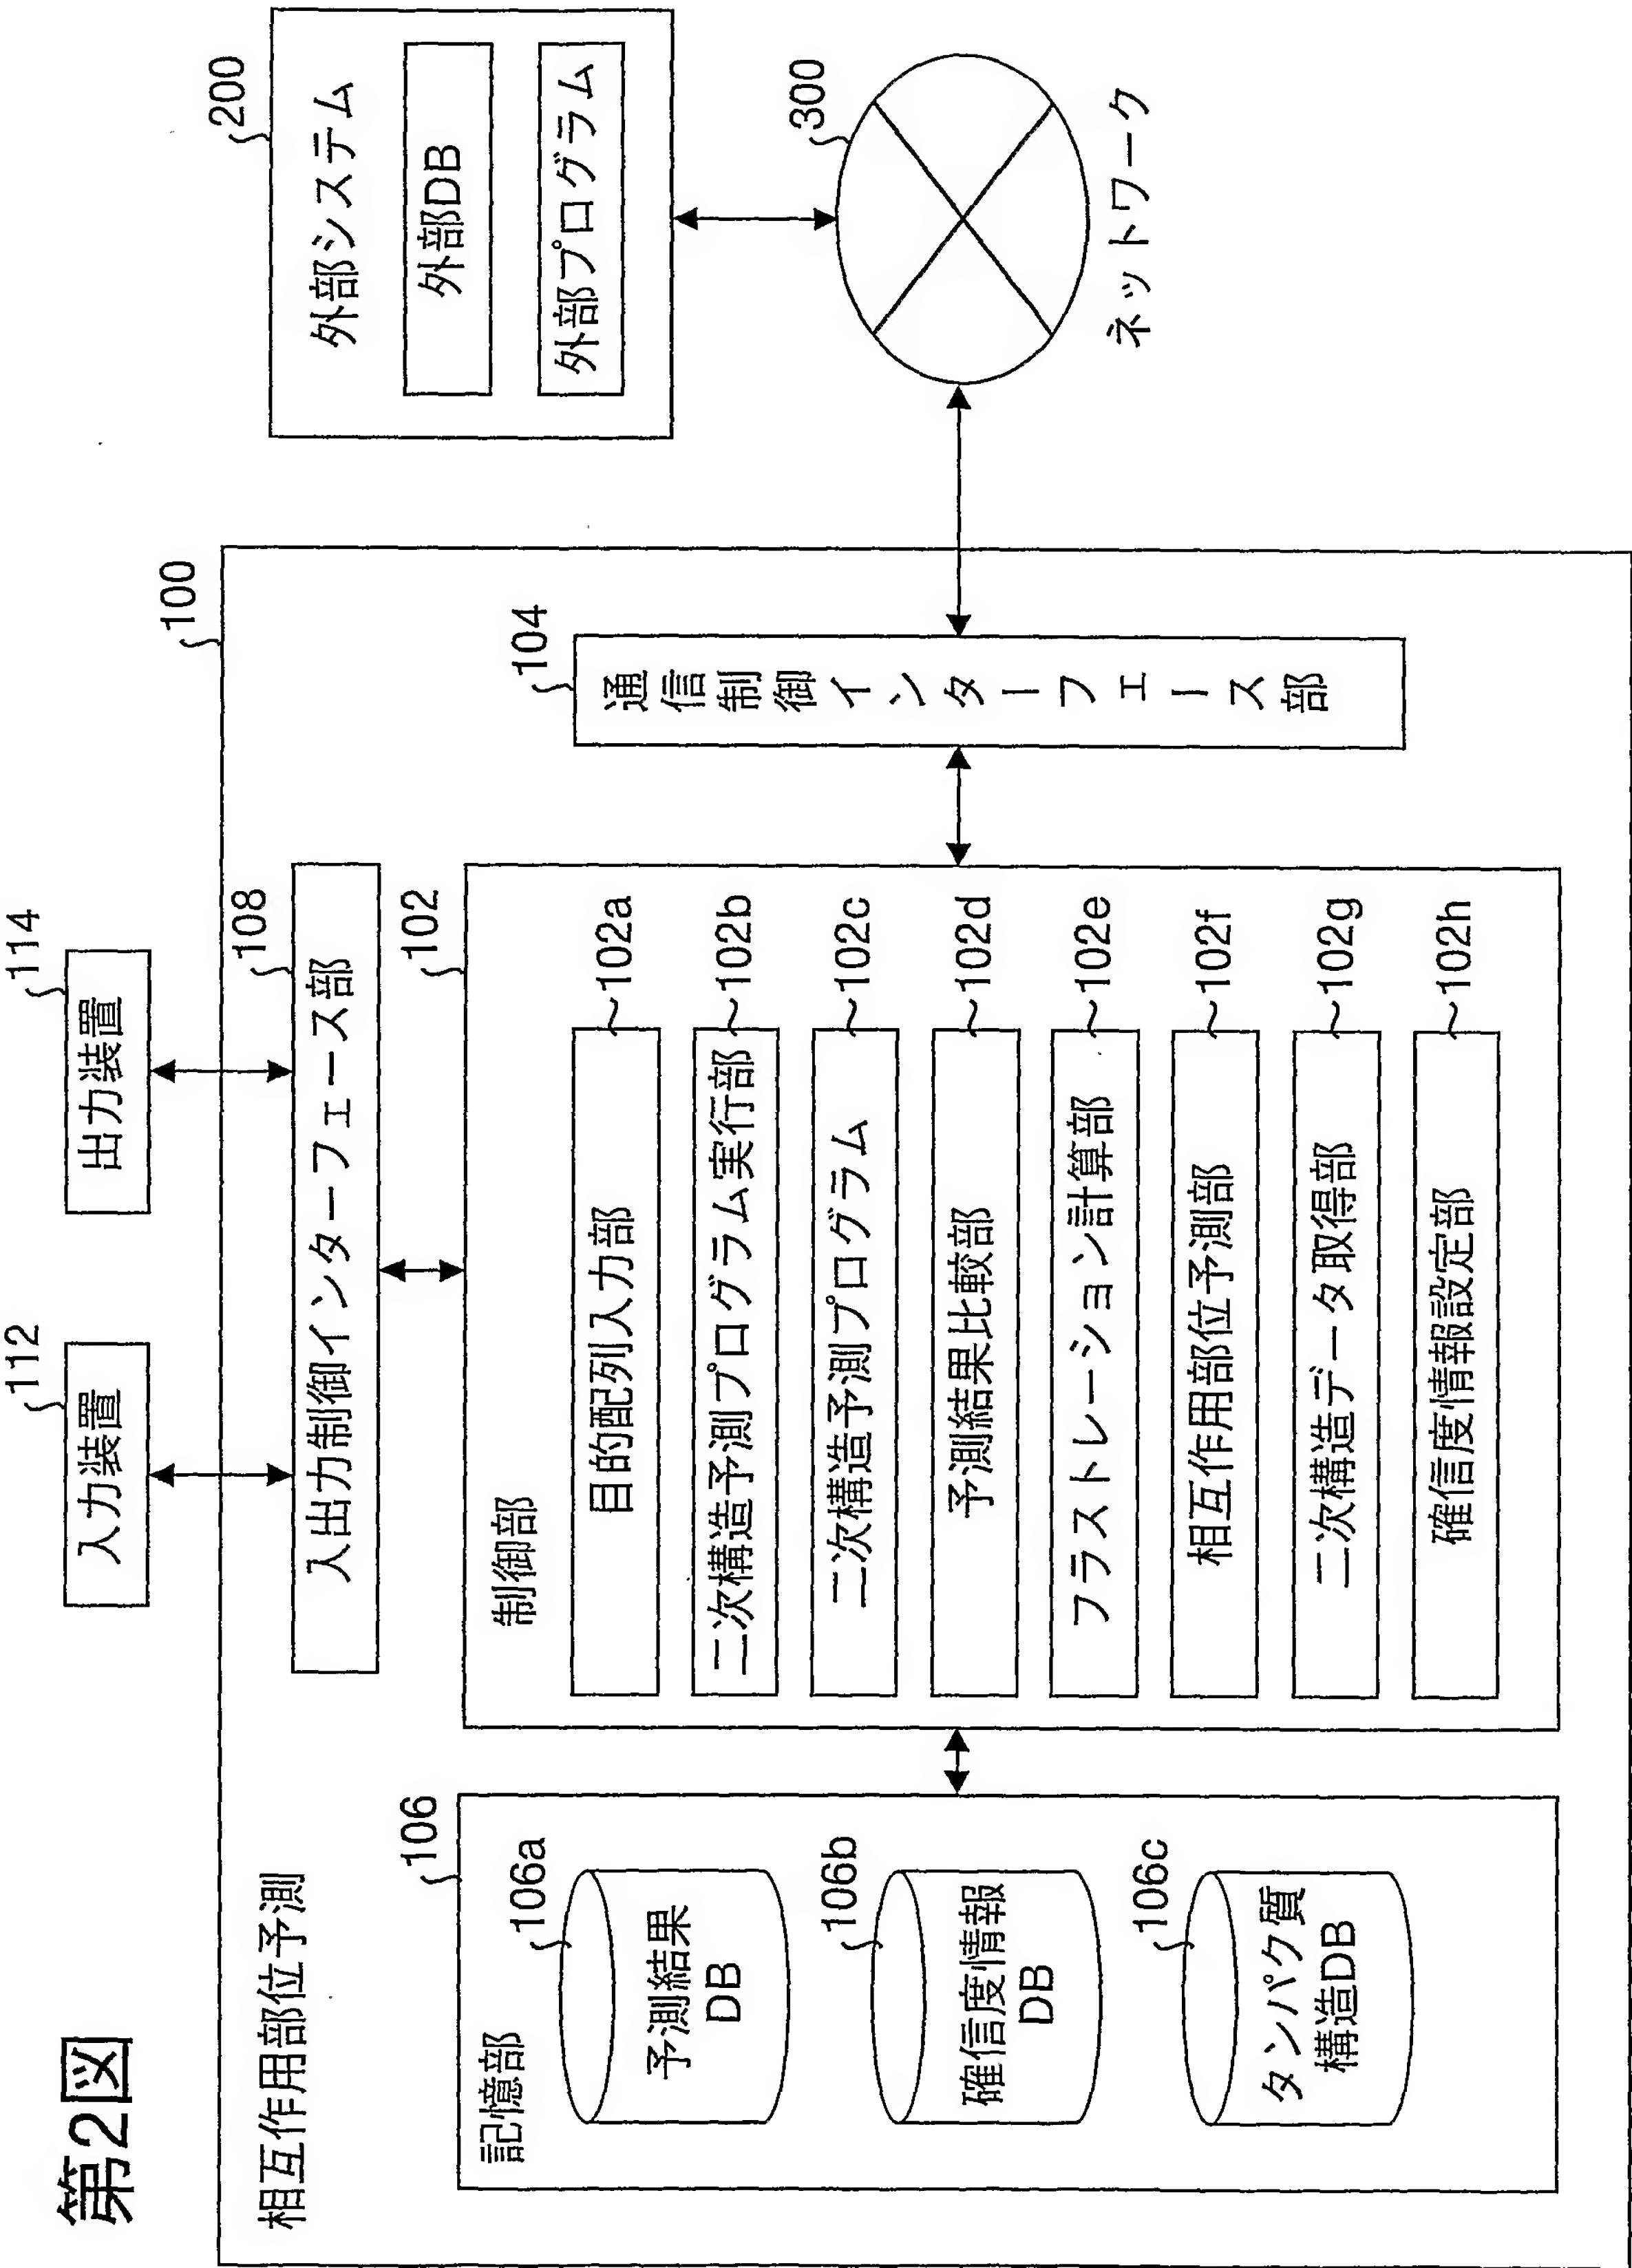 第2図
相互作用部位予測
100
入力装置
112
出力装置
114
入出力制御インターフェース部
108
記憶部
106
予測結果
DB
106a
確信度情報
DB
106b
タンパク質
構造DB
106c
制御部
102
目的配列入力部
~102a
二次構造予測プログラム実行部
~102b
二次構造予測プログラム
~102c
予測結果比較部
~102d
フラストレーション計算部
~102e
相互作用部位予測部
~102f
二次構造データ取得部
~102g
確信度情報設定部
~102h
104
通信制御インターフェース部
200
外部システム
外部DB
外部プログラム
300
ネットワーク